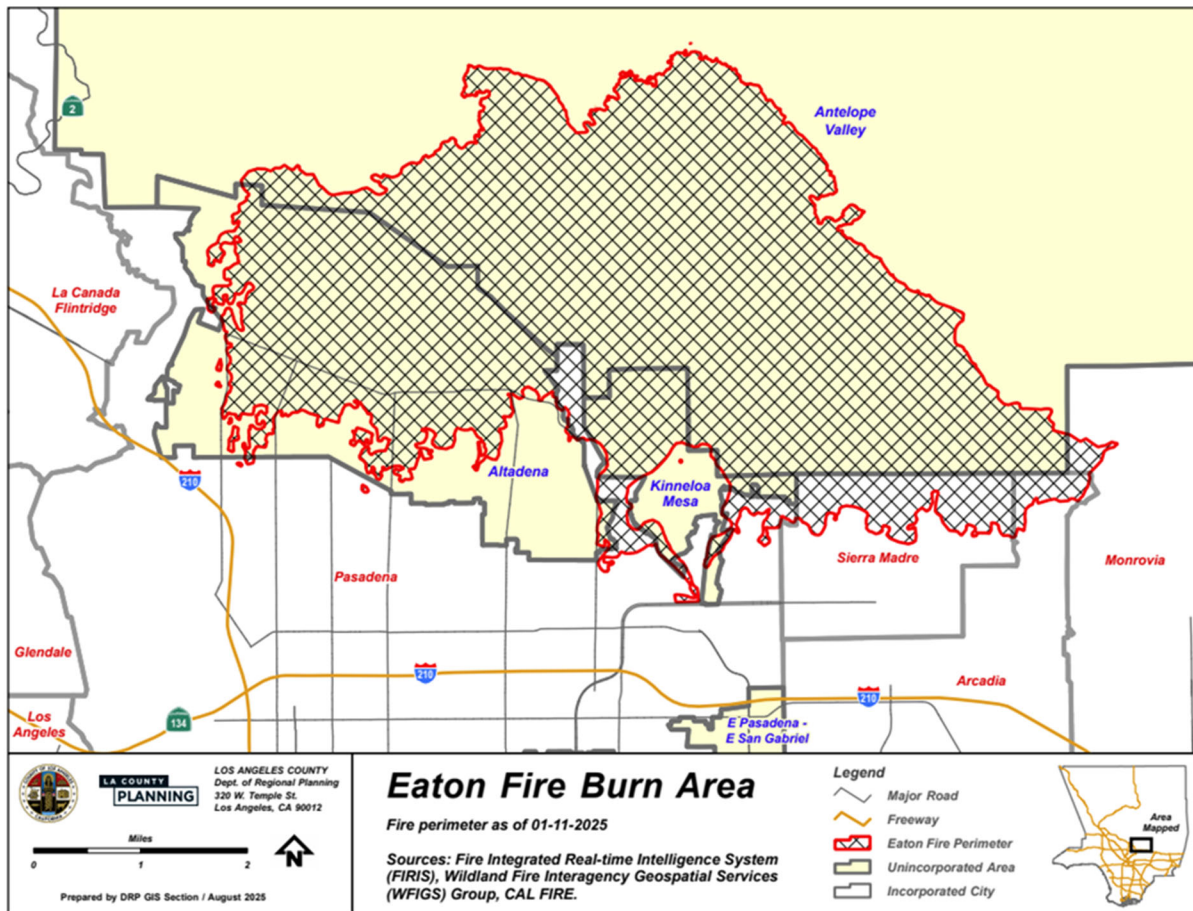 2
Antelope
Valley
La Canada
Flintridge
210
Altadena
Kinneloa
Mesa
Pasadena
Sierra Madre
Monrovia
Glendale
210
Arcadia
210
Los
Angeles
134
E Pasadena -
E San Gabriel
LA COUNTY
PLANNING
LOS ANGELES COUNTY
Dept. of Regional Planning
320 W. Temple St.
Los Angeles, CA 90012
Miles
0
1
2
N
Prepared by DRP GIS Section / August 2025
Eaton Fire Burn Area
Fire perimeter as of 01-11-2025
Sources: Fire Integrated Real-time Intelligence System
(FIRIS), Wildland Fire Interagency Geospatial Services
(WFIGS) Group, CAL FIRE.
Legend
Major Road
Freeway
Eaton Fire Perimeter
Unincorporated Area
Incorporated City
Area
Mapped